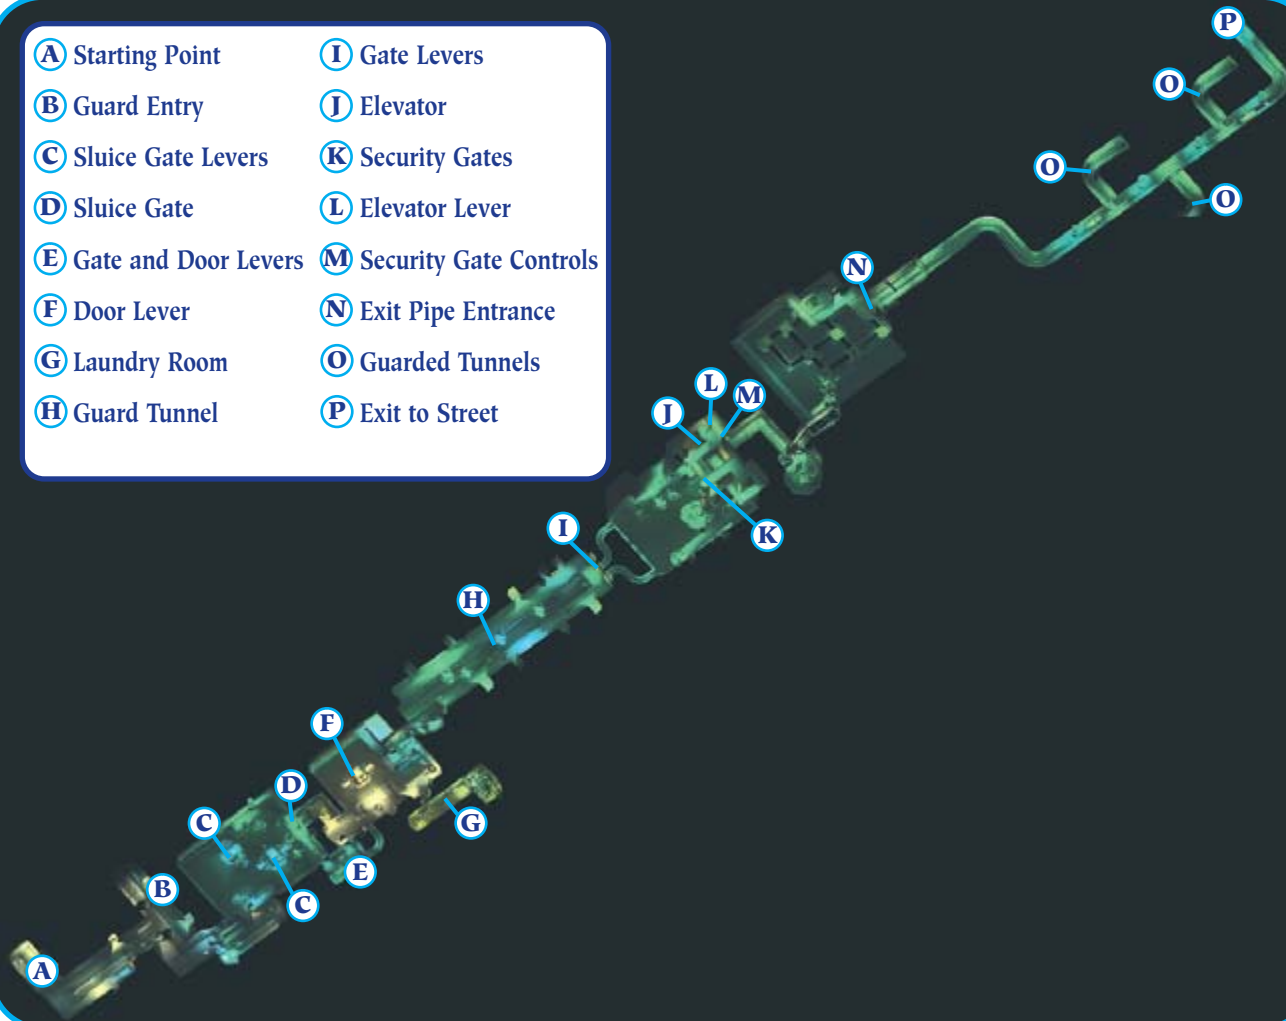 A Starting Point
B Guard Entry
C Sluice Gate Levers
D Sluice Gate
E Gate and Door Levers
F Door Lever
G Laundry Room
H Guard Tunnel
I Gate Levers
J Elevator
K Security Gates
L Elevator Lever
M Security Gate Controls
N Exit Pipe Entrance
O Guarded Tunnels
P Exit to Street
P
O
O
O
N
L
M
J
K
I
H
F
D
C
G
E
B
C
A